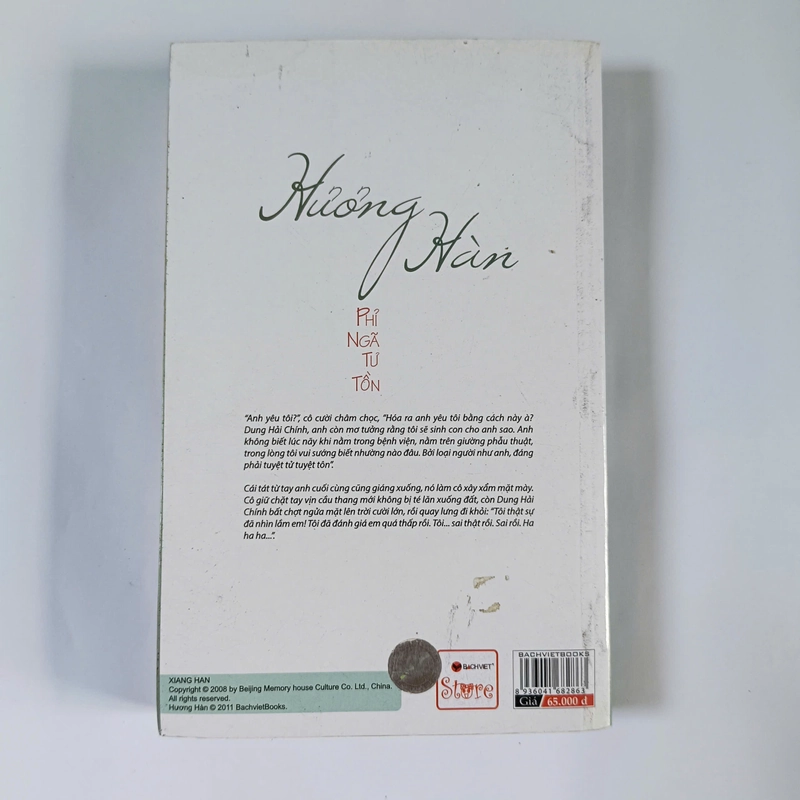 Hương
Hàn
PHỈ
NGÃ
TƯ
TỒN
“Anh yêu tôi?”, cô cười châm chọc, “Hóa ra anh yêu tôi bằng cách này à?
Dung Hải Chính, anh còn mơ tưởng rằng tôi sẽ sinh con cho anh sao. Anh
không biết lúc nãy khi nằm trong bệnh viện, nằm trên giường phẫu thuật,
trong lòng tôi vui sướng biết nhường nào đâu. Bởi loại người như anh, đáng
phải tuyệt tử tuyệt tôn”.
Cái tát từ tay anh cuối cùng cũng giáng xuống, nó làm cô xây xẩm mặt mày.
Cô giữ chặt tay vịn cầu thang mới không bị té lăn xuống đất, còn Dung Hải
Chính bất chợt ngửa mặt lên trời cười lớn, rồi quay lưng đi khỏi: “Tôi thật sự
đã nhìn lầm em! Tôi đã đánh giá em quá thấp rồi. Tôi... sai thật rồi. Sai rồi. Ha
ha ha...”.
XIANG HAN
Copyright © 2008 by Beijing Memory house Culture Co. Ltd., China.
All rights reserved.
Hương Hàn © 2011 BachvietBooks.
BACHVIET
Store
BACHVIETBOOKS
8 936041 682863
Giá 65.000 đ